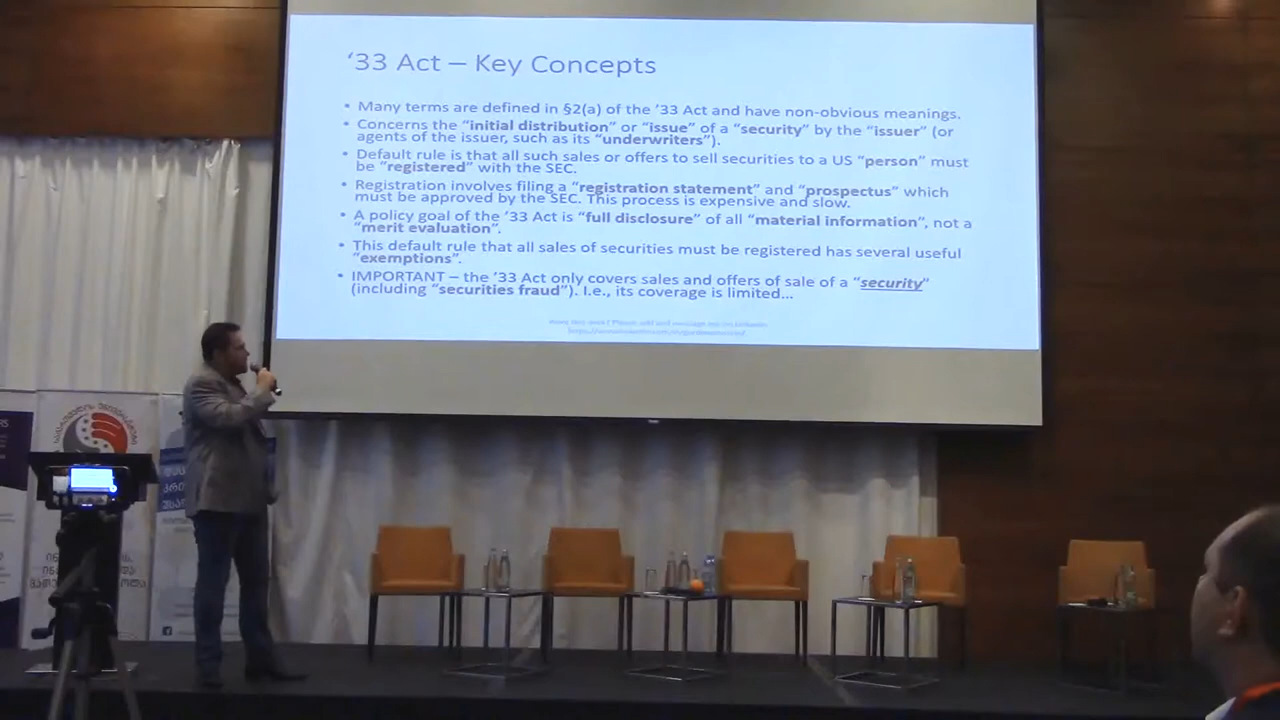 ‘33 Act – Key Concepts
• Many terms are defined in §2(a) of the ’33 Act and have non-obvious meanings.
• Concerns the “initial distribution” or “issue” of a “security” by the “issuer” (or
agents of the issuer, such as its “underwriters”).
• Default rule is that all such sales or offers to sell securities to a US “person” must
be “registered” with the SEC.
• Registration involves filing a “registration statement” and “prospectus” which
must be approved by the SEC. This process is expensive and slow.
• A policy goal of the ’33 Act is “full disclosure” of all “material information”, not a
“merit evaluation”.
• This default rule that all sales of securities must be registered has several useful
“exemptions”.
• IMPORTANT – the ’33 Act only covers sales and offers of sale of a “security”
(including “securities fraud”). I.e., its coverage is limited...